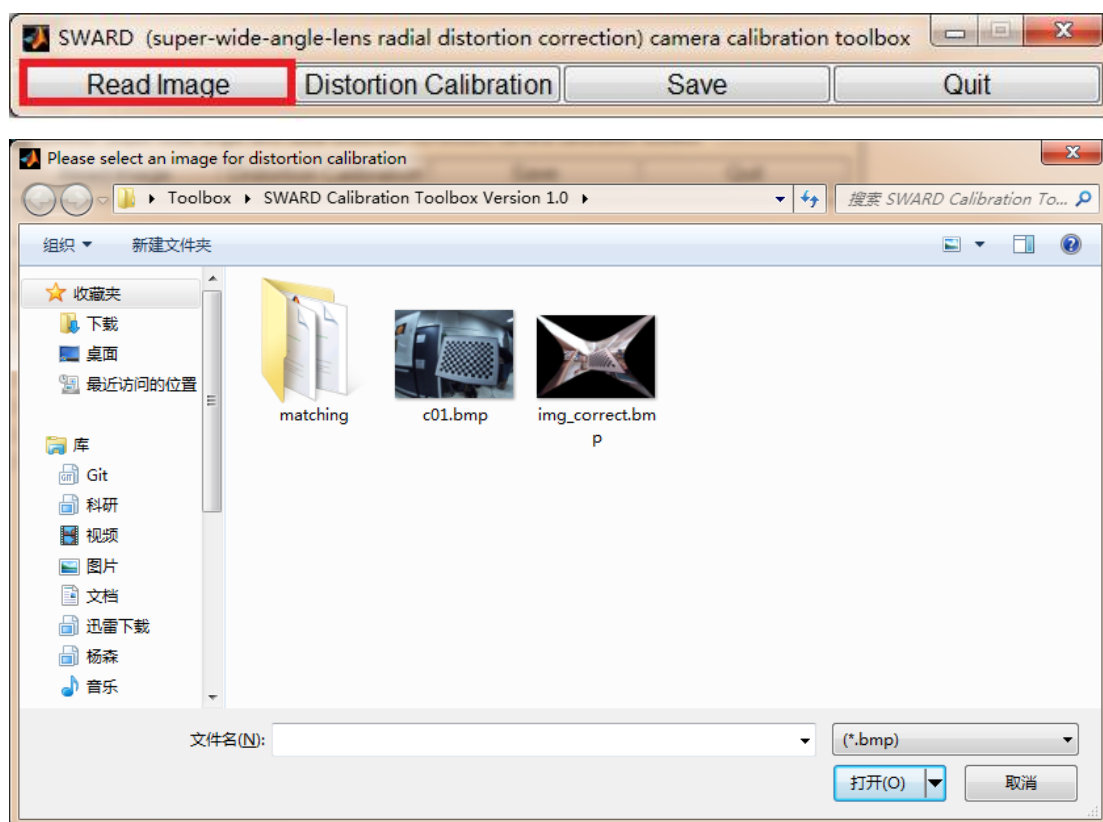 SWARD (super-wide-angle-lens radial distortion correction) camera calibration toolbox
Read Image Distortion Calibration Save Quit
Please select an image for distortion calibration
Toolbox SWARD Calibration Toolbox Version 1.0 搜索 SWARD Calibration To...
组织 新建文件夹
收藏夹
下载
桌面
最近访问的位置
matching c01.bmp img_correct.bm
p
库
Git
科研
视频
图片
文档
迅雷下载
杨森
音乐
文件名(N): (*.bmp)
打开(O) 取消